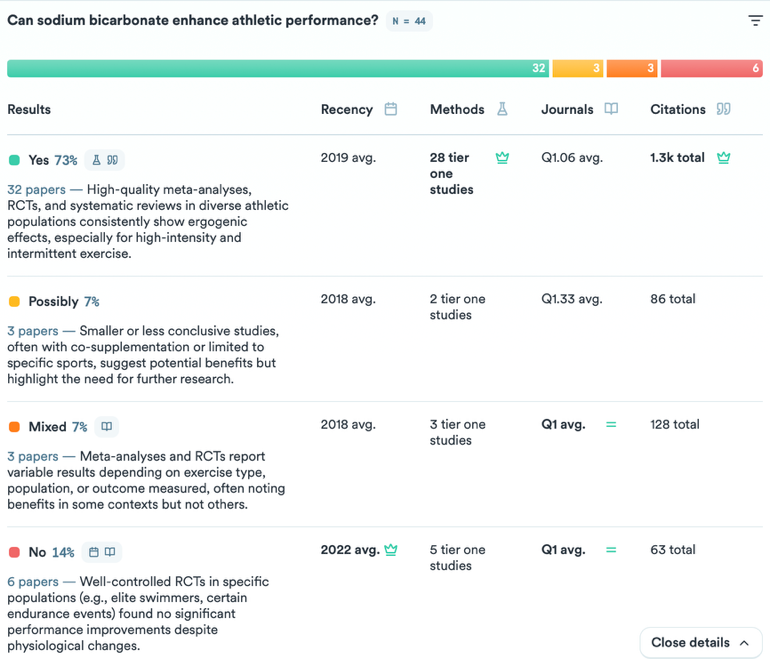 Can sodium bicarbonate enhance athletic performance? N = 44
32 3 3 6
Results Recency Methods Journals Citations
Yes 73% 2019 avg. 28 tier Q1.06 avg. 1.3k total
one
studies
32 papers — High-quality meta-analyses,
RCTs, and systematic reviews in diverse athletic
populations consistently show ergogenic
effects, especially for high-intensity and
intermittent exercise.
Possibly 7% 2018 avg. 2 tier one Q1.33 avg. 86 total
studies
3 papers — Smaller or less conclusive studies,
often with co-supplementation or limited to
specific sports, suggest potential benefits but
highlight the need for further research.
Mixed 7% 2018 avg. 3 tier one Q1 avg. 128 total
studies
3 papers — Meta-analyses and RCTs report
variable results depending on exercise type,
population, or outcome measured, often noting
benefits in some contexts but not others.
No 14% 2022 avg. 5 tier one Q1 avg. 63 total
studies
6 papers — Well-controlled RCTs in specific
populations (e.g., elite swimmers, certain
endurance events) found no significant
performance improvements despite
physiological changes.
Close details